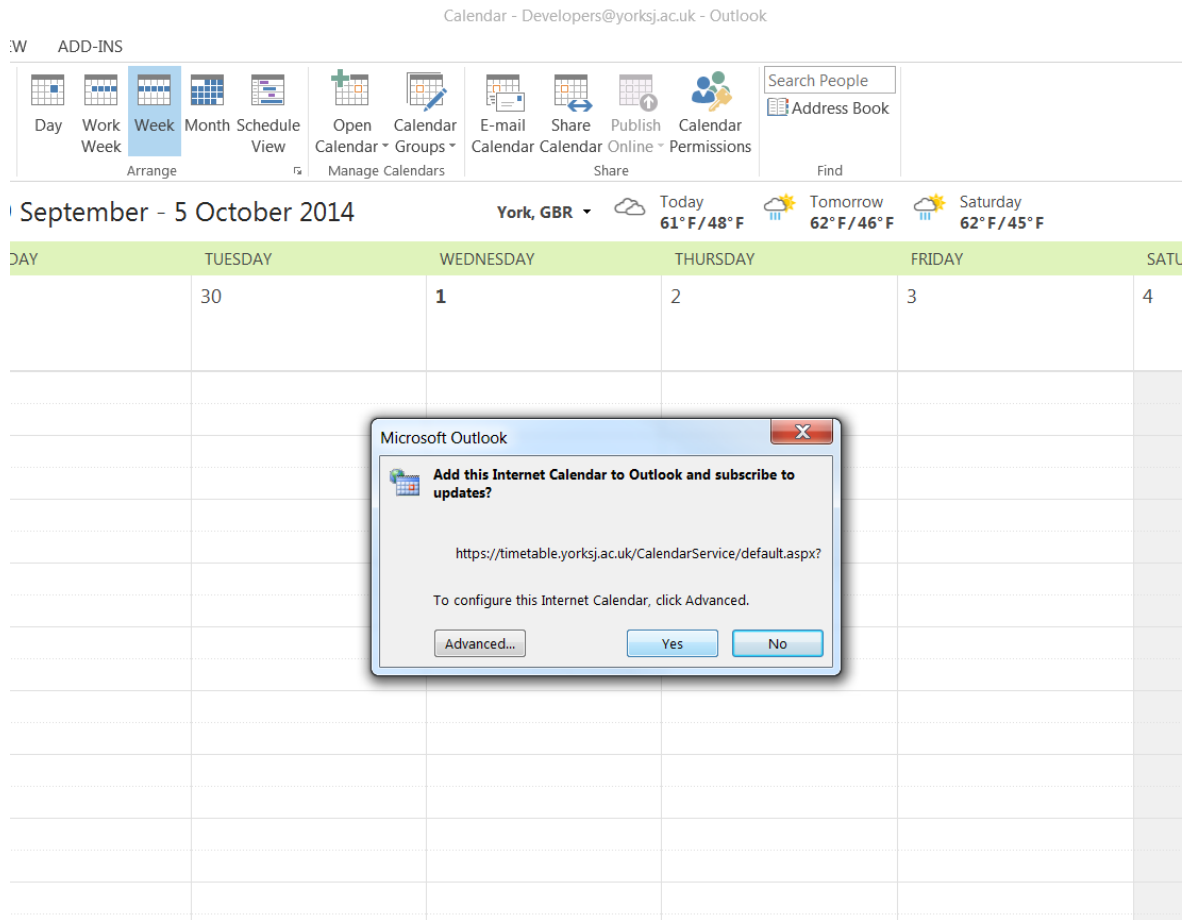 Calendar - Developers@yorksj.ac.uk - Outlook
EW ADD-INS
Day Work Week Week Month Schedule View Open Calendar Calendar Groups E-mail Calendar Share Calendar Publish Online Calendar Permissions
Search People
Address Book
Arrange Manage Calendars Share Find
September - 5 October 2014
York, GBR
Today
61°F/48°F
Tomorrow
62°F/46°F
Saturday
62°F/45°F
DAY TUESDAY WEDNESDAY THURSDAY FRIDAY SATU
30 1 2 3 4
Microsoft Outlook
Add this Internet Calendar to Outlook and subscribe to
updates?
https://timetable.yorksj.ac.uk/CalendarService/default.aspx?
To configure this Internet Calendar, click Advanced.
Advanced... Yes No